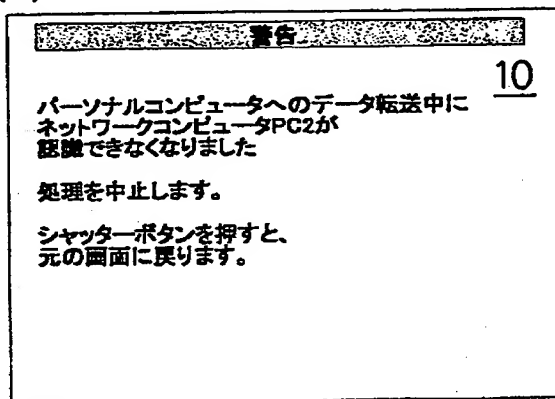 警告
10
パーソナルコンピュータへのデータ転送中に
ネットワークコンピュータPC2が
認識できなくなりました
処理を中止します。
シャッターボタンを押すと、
元の画面に戻ります。